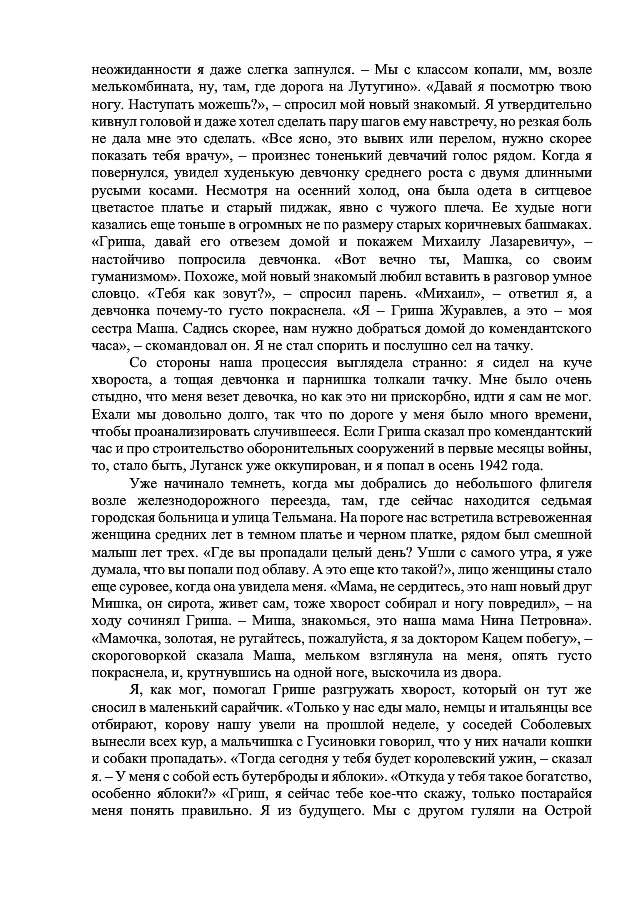 неожиданности я даже слегка запнулся. – Мы с классом копали, мм, возле
мелькомбината, ну, там, где дорога на Лутугино». «Давай я посмотрю твою
ногу. Наступать можешь?», – спросил мой новый знакомый. Я утвердительно
кивнул головой и даже хотел сделать пару шагов ему навстречу, но резкая боль
не дала мне это сделать. «Все ясно, это вывих или перелом, нужно скорее
показать тебя врачу», – произнес тоненький девчачий голос рядом. Когда я
повернулся, увидел худенькую девчонку среднего роста с двумя длинными
русыми косами. Несмотря на осенний холод, она была одета в ситцевое
цветастое платье и старый пиджак, явно с чужого плеча. Ее худые ноги
казались еще тоньше в огромных не по размеру старых коричневых башмаках.
«Гриша, давай его отвезем домой и покажем Михаилу Лазаревичу», –
настойчиво попросила девчонка. «Вот вечно ты, Машка, со своим
гуманизмом». Похоже, мой новый знакомый любил вставить в разговор умное
словцо. «Тебя как зовут?», – спросил парень. «Михаил», – ответил я, а
девчонка почему-то густо покраснела. «Я – Гриша Журавлев, а это – моя
сестра Маша. Садись скорее, нам нужно добраться домой до комендантского
часа», – скомандовал он. Я не стал спорить и послушно сел на тачку.
Со стороны наша процессия выглядела странно: я сидел на куче
хвороста, а тощая девчонка и парнишка толкали тачку. Мне было очень
стыдно, что меня везет девочка, но как это ни прискорбно, идти я сам не мог.
Ехали мы довольно долго, так что по дороге у меня было много времени,
чтобы проанализировать случившееся. Если Гриша сказал про комендантский
час и про строительство оборонительных сооружений в первые месяцы войны,
то, стало быть, Луганск уже оккупирован, и я попал в осень 1942 года.
Уже начинало темнеть, когда мы добрались до небольшого флигеля
возле железнодорожного переезда, там, где сейчас находится седьмая
городская больница и улица Тельмана. На пороге нас встретила встревоженная
женщина средних лет в темном платье и черном платке, рядом был смешной
малыш лет трех. «Где вы пропадали целый день? Ушли с самого утра, я уже
думала, что вы попали под облаву. А это еще кто такой?», лицо женщины стало
еще суровее, когда она увидела меня. «Мама, не сердитесь, это наш новый друг
Мишка, он сирота, живет сам, тоже хворост собирал и ногу повредил», – на
ходу сочинял Гриша. – Миша, знакомься, это наша мама Нина Петровна».
«Мамочка, золотая, не ругайтесь, пожалуйста, я за доктором Кацем побегу», –
скороговоркой сказала Маша, мельком взглянула на меня, опять густо
покраснела, и, крутнувшись на одной ноге, выскочила из двора.
Я, как мог, помогал Грише разгружать хворост, который он тут же
сносил в маленький сарайчик. «Только у нас еды мало, немцы и итальянцы все
отбирают, корову нашу увели на прошлой неделе, у соседей Соболевых
вынесли всех кур, а мальчишка с Гусиновки говорил, что у них начали кошки
и собаки пропадать». «Тогда сегодня у тебя будет королевский ужин, – сказал
я. – У меня с собой есть бутерброды и яблоки». «Откуда у тебя такое богатство,
особенно яблоки?» «Гриш, я сейчас тебе кое-что скажу, только постарайся
меня понять правильно. Я из будущего. Мы с другом гуляли на Острой